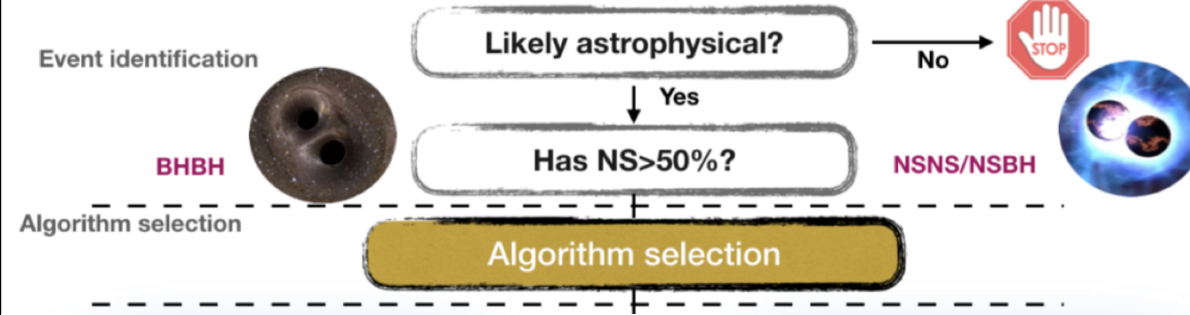 Likely astrophysical?
No
STOP
Event identification
Yes
BHBH
Has NS>50%?
NSNS/NSBH
Algorithm selection
Algorithm selection